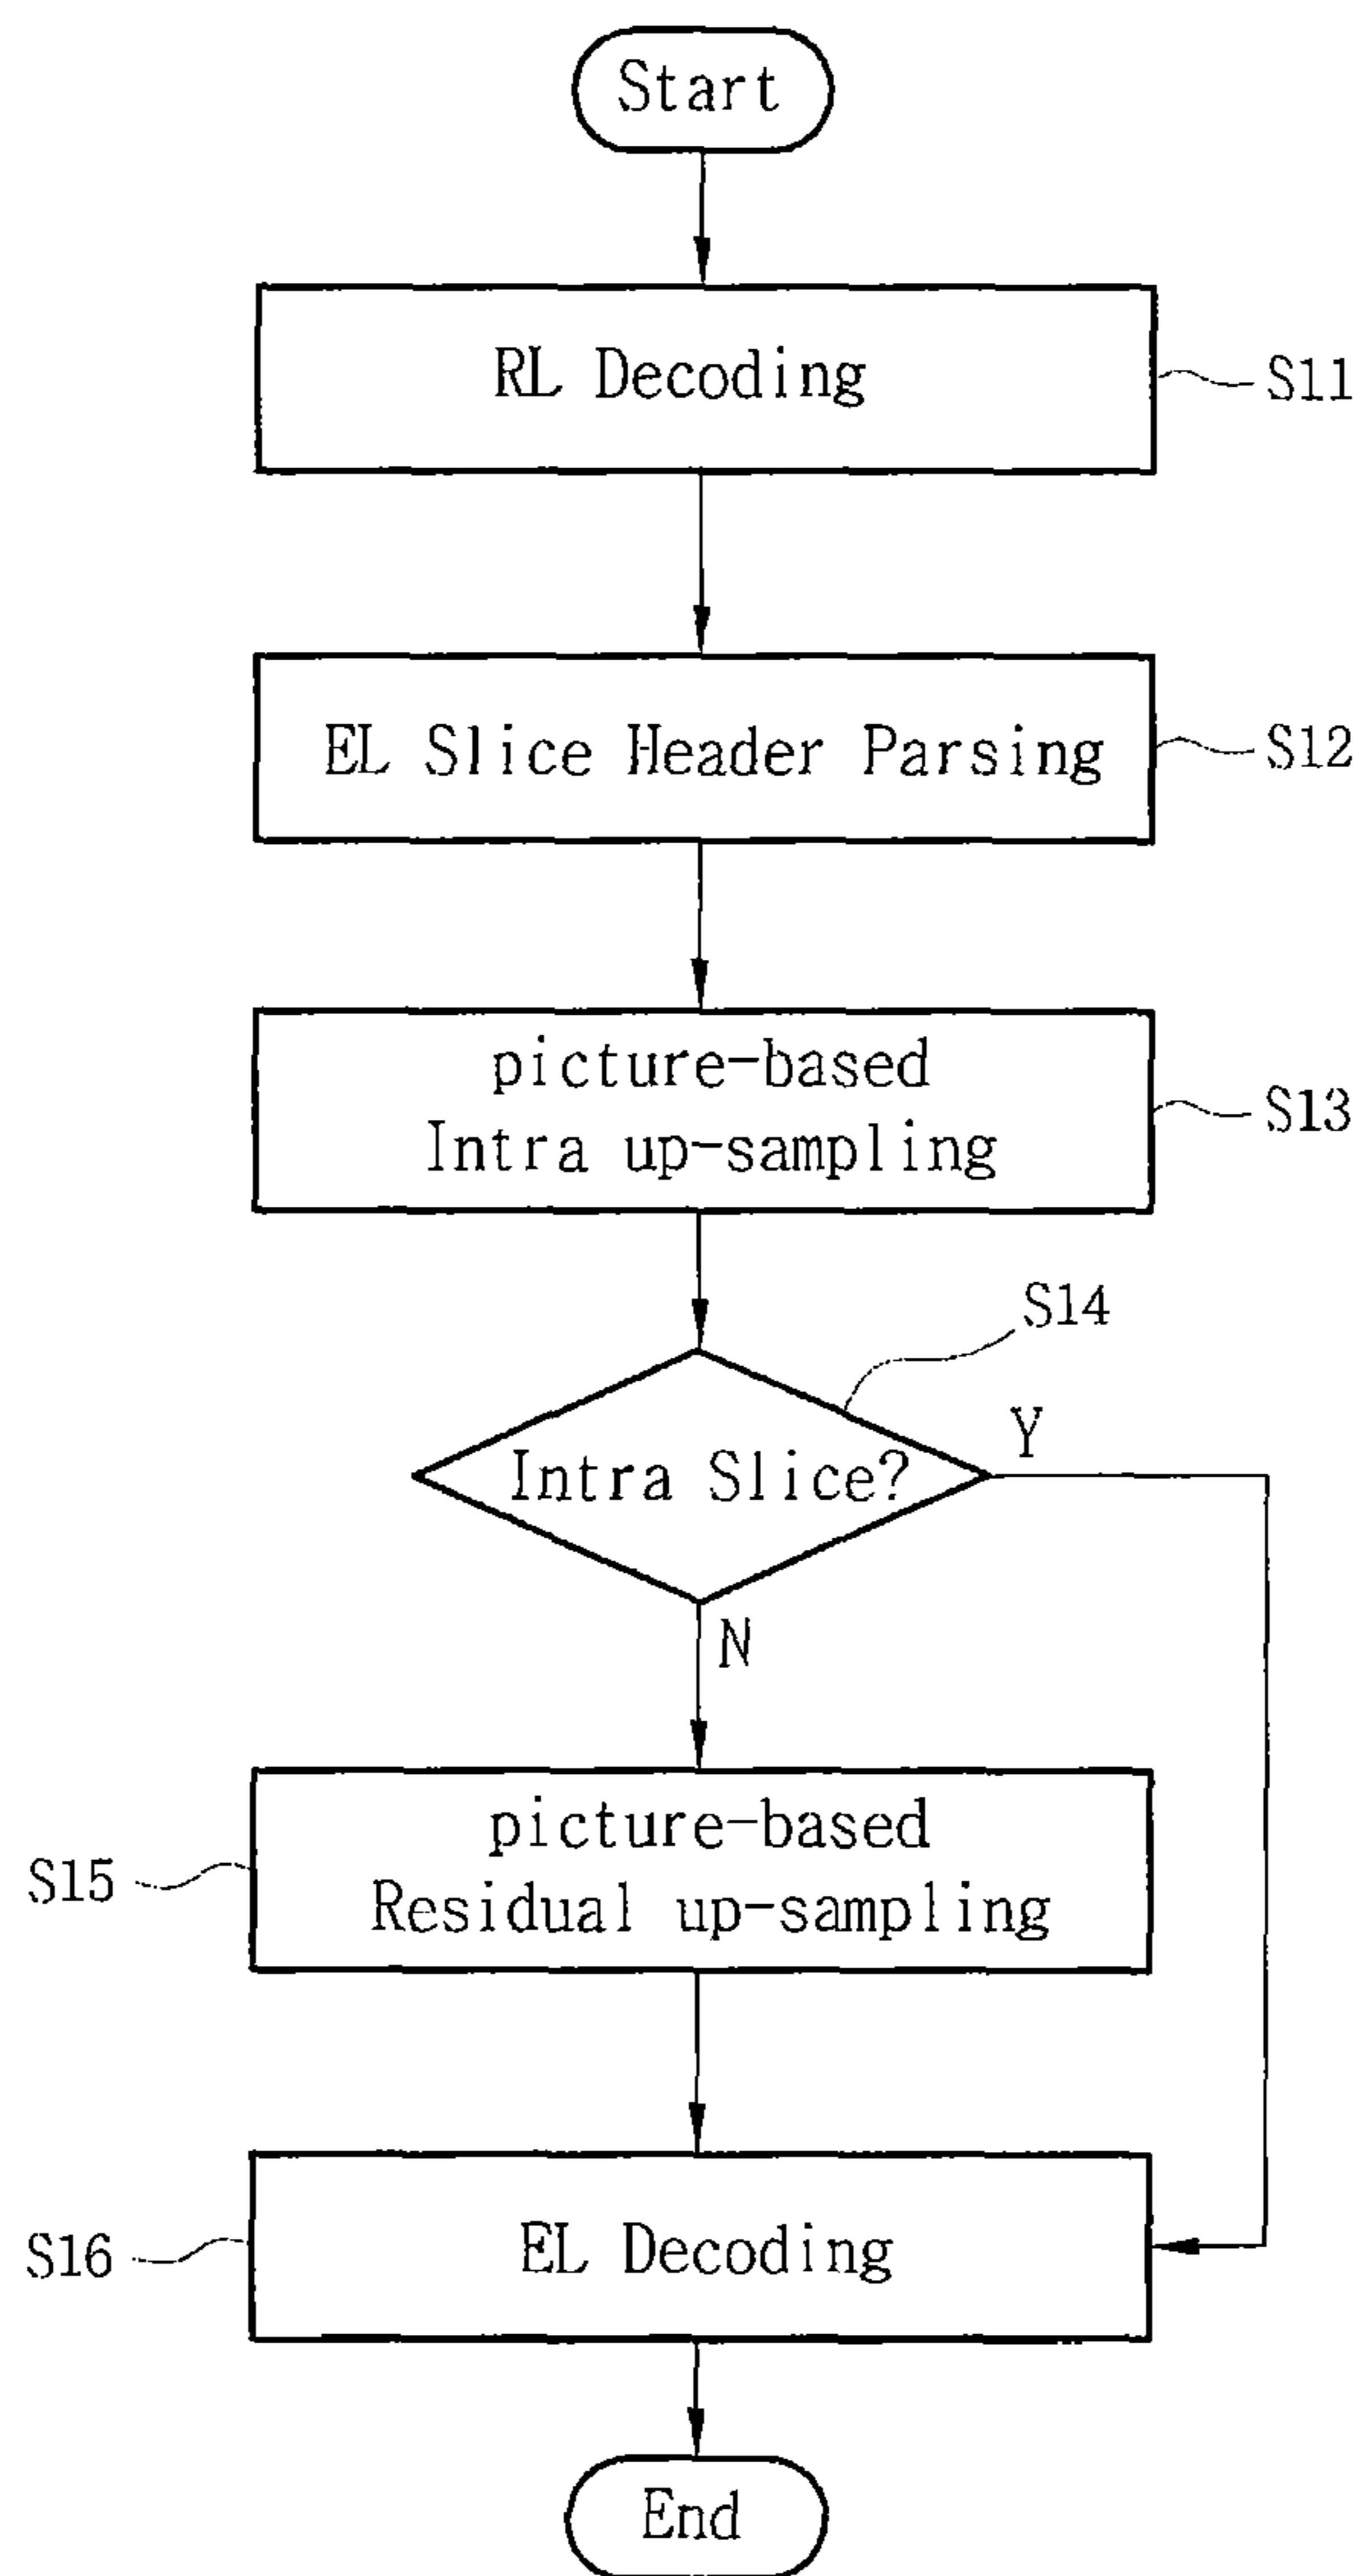 Start
RL Decoding
S11
EL Slice Header Parsing
S12
picture-based
Intra up-sampling
S13
S14
Intra Slice?
Y
N
picture-based
Residual up-sampling
S15
EL Decoding
S16
End